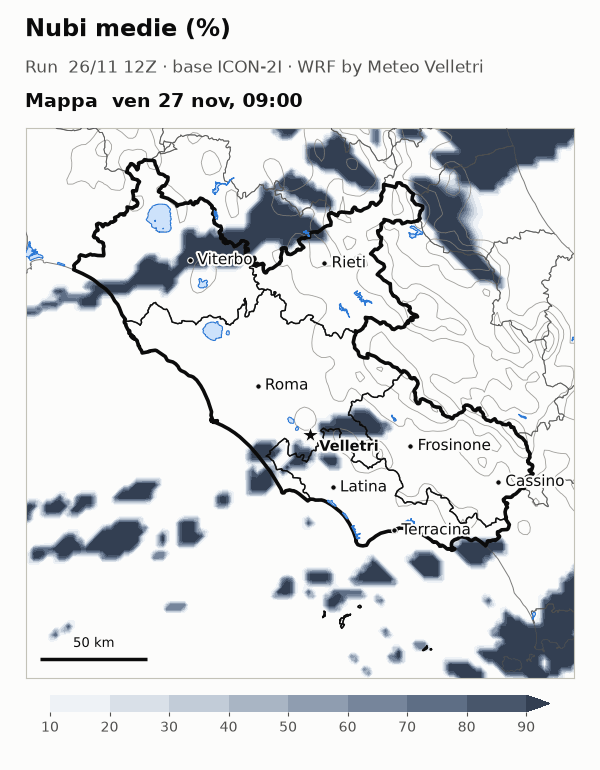 Nubi medie (%)
Run  26/11 12Z · base ICON-2I · WRF by Meteo Velletri
Mappa  ven 27 nov, 09:00
Viterbo
Rieti
Roma
Velletri
Frosinone
Cassino
Latina
Terracina
50 km
10 20 30 40 50 60 70 80 90